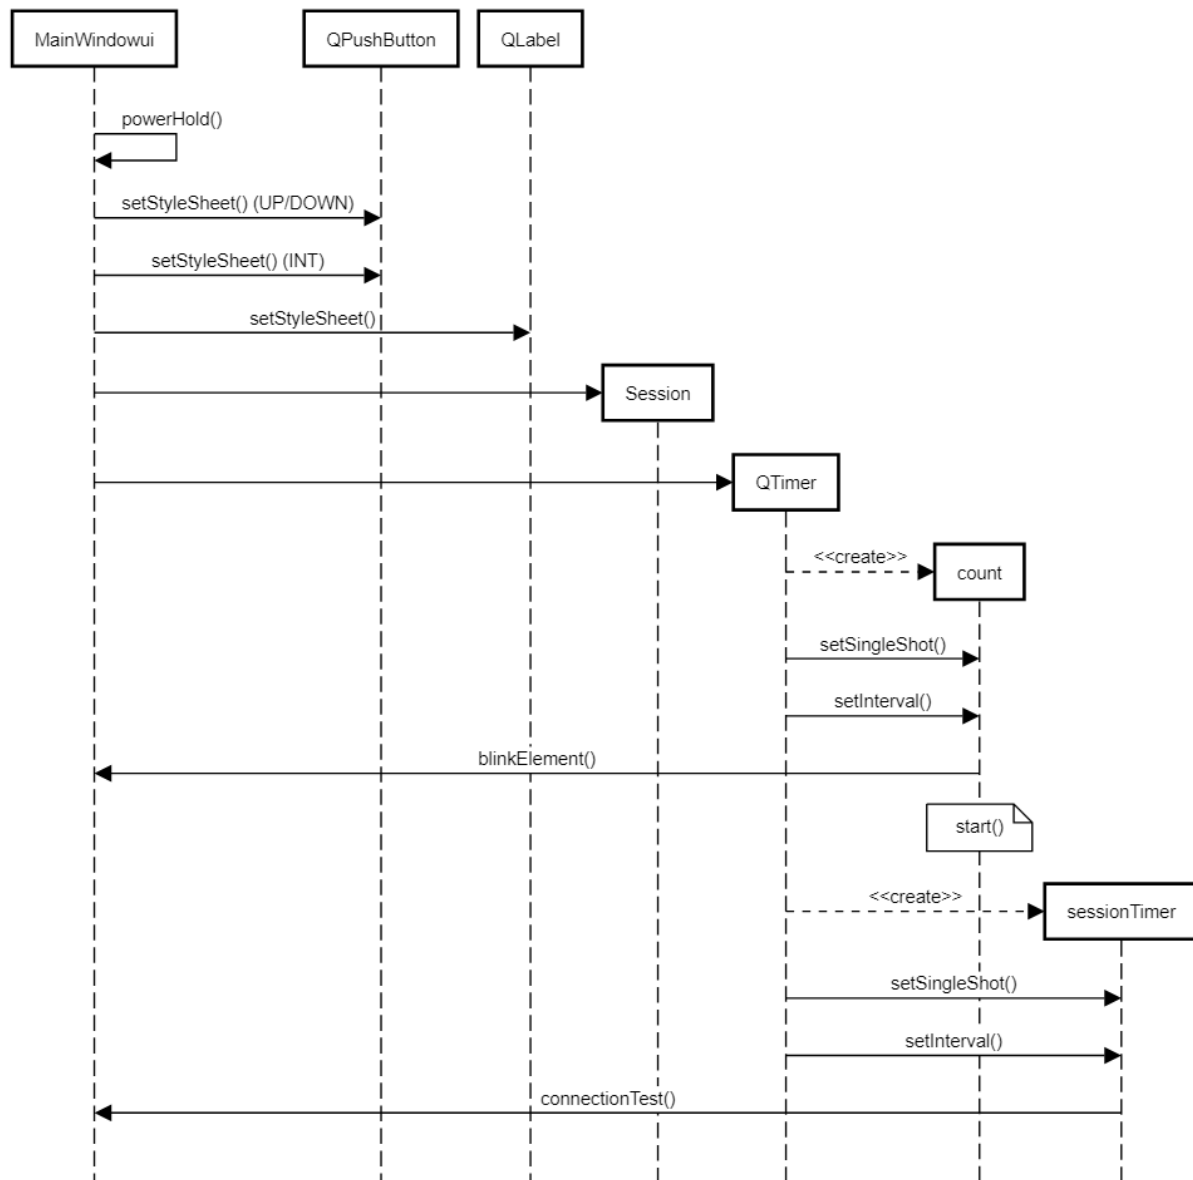 MainWindowui
QPushButton
QLabel
powerHold()
setStyleSheet() (UP/DOWN)
setStyleSheet() (INT)
setStyleSheet()
Session
QTimer
<<create>>
count
setSingleShot()
setInterval()
blinkElement()
start()
<<create>>
sessionTimer
setSingleShot()
setInterval()
connectionTest()